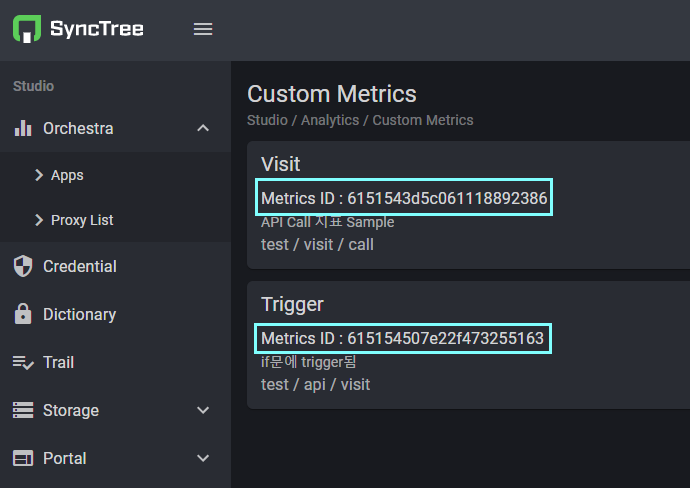 SyncTree
Studio
Orchestra
Apps
Proxy List
Credential
Dictionary
Trail
Storage
Portal
Custom Metrics
Studio / Analytics / Custom Metrics
Visit
Metrics ID : 6151543d5c061118892386
API Call 지표 Sample
test / visit / call
Trigger
Metrics ID : 615154507e22f473255163
if문에 trigger됨
test / api / visit